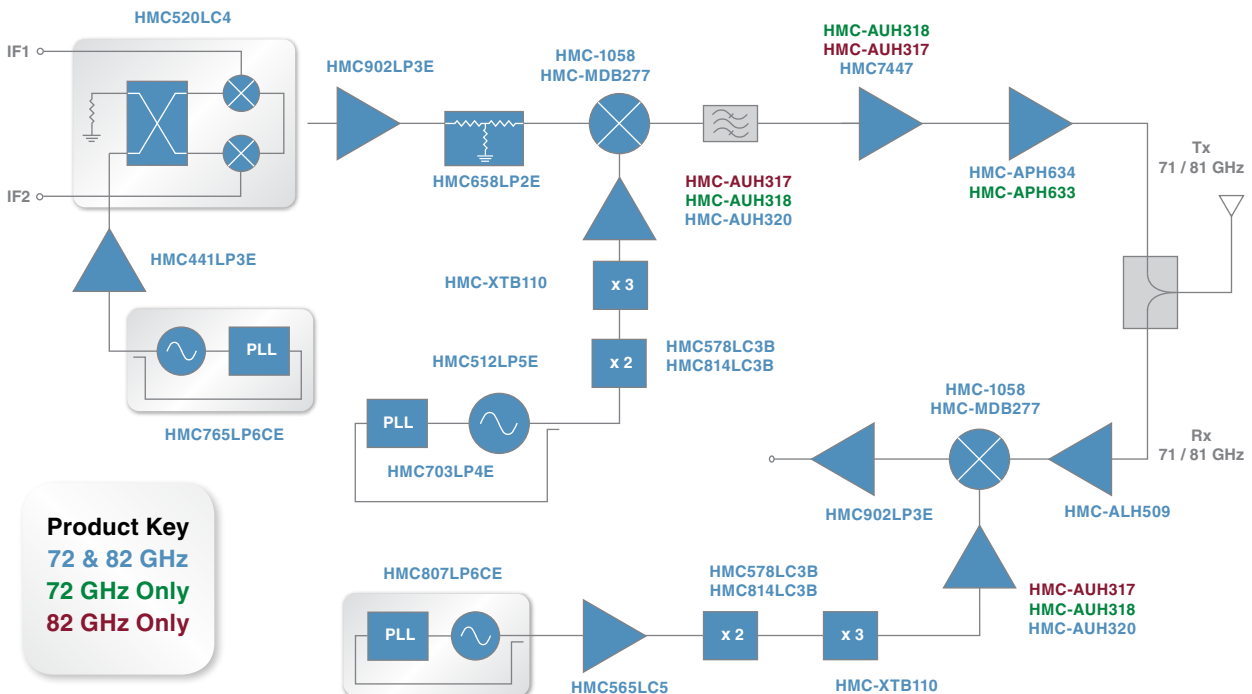 HMC520LC4
IF1
IF2
HMC441LP3E
PLL
HMC765LP6CE
HMC902LP3E
HMC658LP2E
HMC-1058
HMC-MDB277
HMC-AUH318
HMC-AUH317
HMC7447
HMC-APH634
HMC-APH633
Tx
71 / 81 GHz
HMC-AUH317
HMC-AUH318
HMC-AUH320
HMC-XTB110
x 3
HMC578LC3B
HMC814LC3B
x 2
HMC512LP5E
PLL
HMC703LP4E
HMC-1058
HMC-MDB277
Rx
71 / 81 GHz
HMC902LP3E
HMC-ALH509
Product Key
72 & 82 GHz
72 GHz Only
82 GHz Only
HMC807LP6CE
PLL
HMC565LC5
HMC578LC3B
HMC814LC3B
x 2
x 3
HMC-XTB110
HMC-AUH317
HMC-AUH318
HMC-AUH320